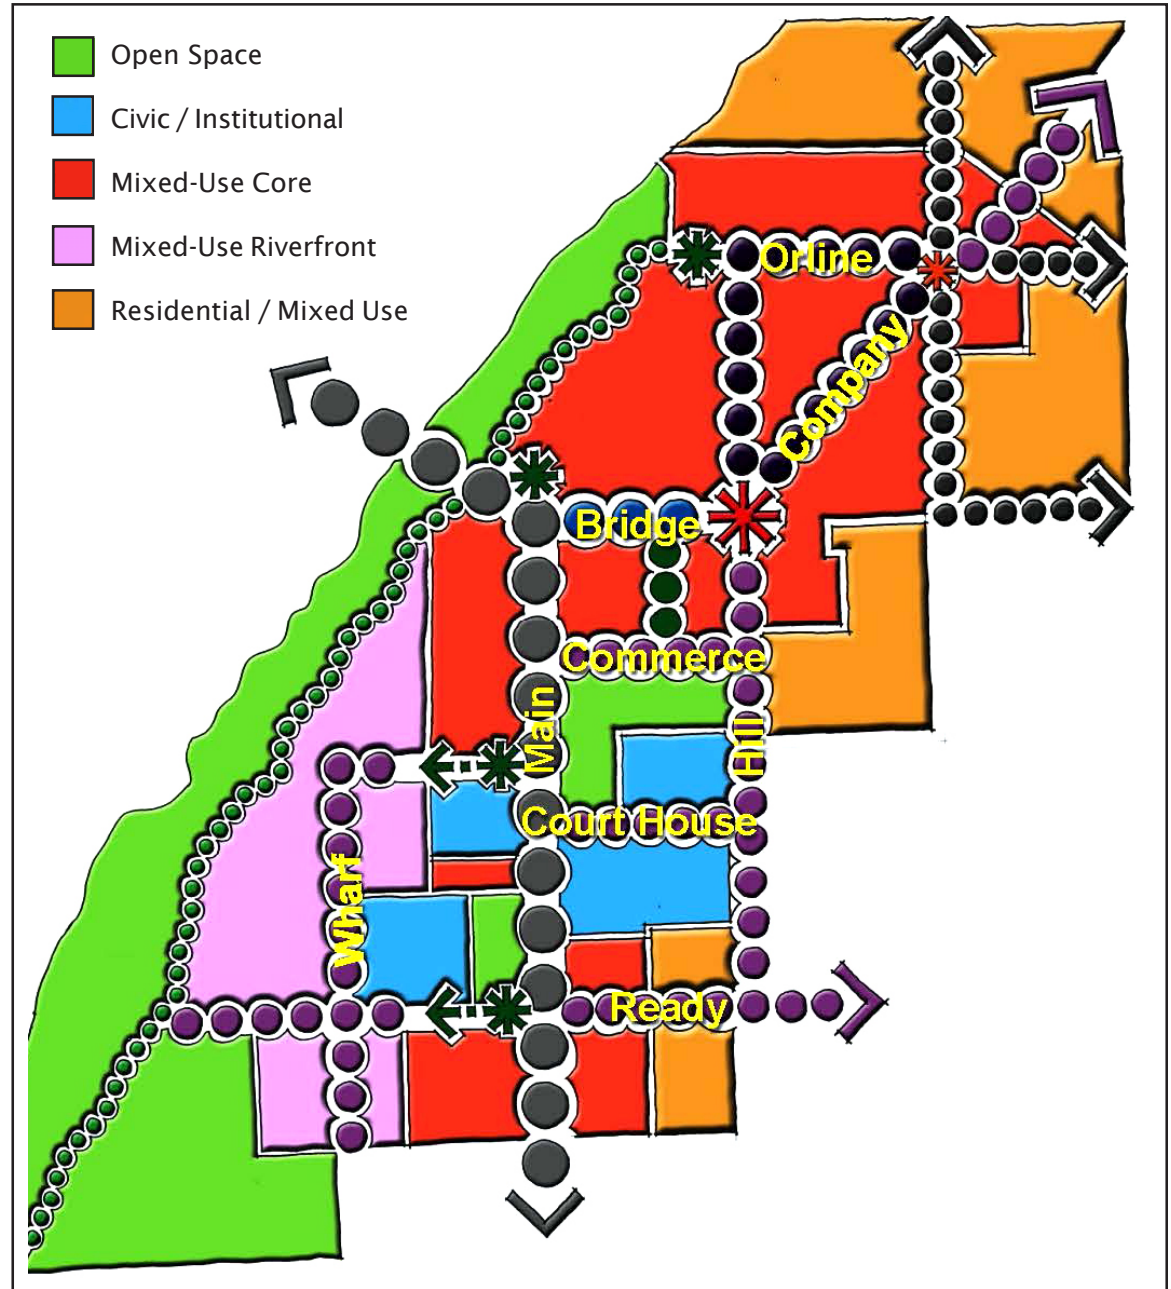 Open Space
Civic / Institutional
Mixed-Use Core
Mixed-Use Riverfront
Residential / Mixed Use
Orline
Company
Bridge
Commerce
Main
Hill
Court House
Wharf
Ready